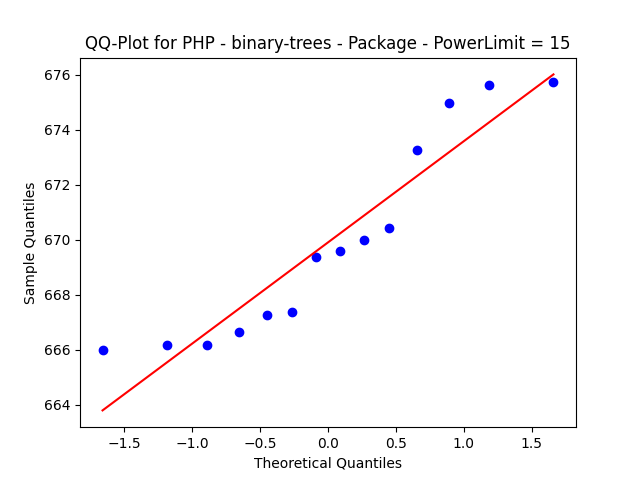 QQ-Plot for PHP - binary-trees - Package - PowerLimit = 15
676
674
672
670
668
666
664
Sample Quantiles
−1.5 −1.0 −0.5 0.0 0.5 1.0 1.5
Theoretical Quantiles